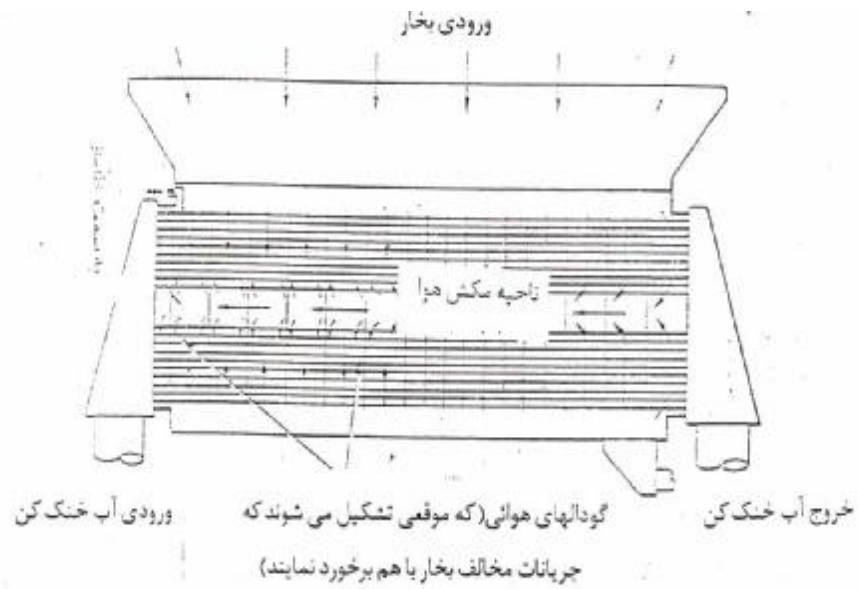 ورودی بخار
ناحیه مکش هوا
ورودی آب خنک کن
گودالهای هوائی(که موقعی تشکیل می شوند که
جریانات مخالف بخار با هم برخورد نمایند)
خروج آب خنک کن